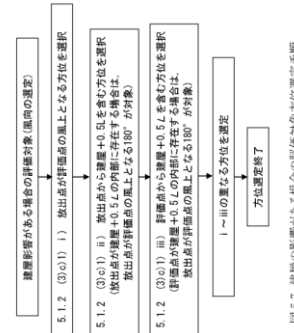 建屋影響がある場合の評価対象(風向の選定)
5.1.2 (3)c)1) i) 放出点が評価点の風上となる方位を選択
5.1.2 (3)c)1) ii) 放出点から建屋+0.5Lを含む方位を選択
(放出点が建屋+0.5Lの内部に存在する場合は,
放出点が評価点の風上となる180°が対象)
5.1.2 (3)c)1) iii) 評価点から建屋+0.5Lを含む方位を選択
(評価点が建屋+0.5Lの内部に存在する場合は,
放出点が評価点の風上となる180°が対象)
i~iiiの重なる方位を選定
方位選定終了